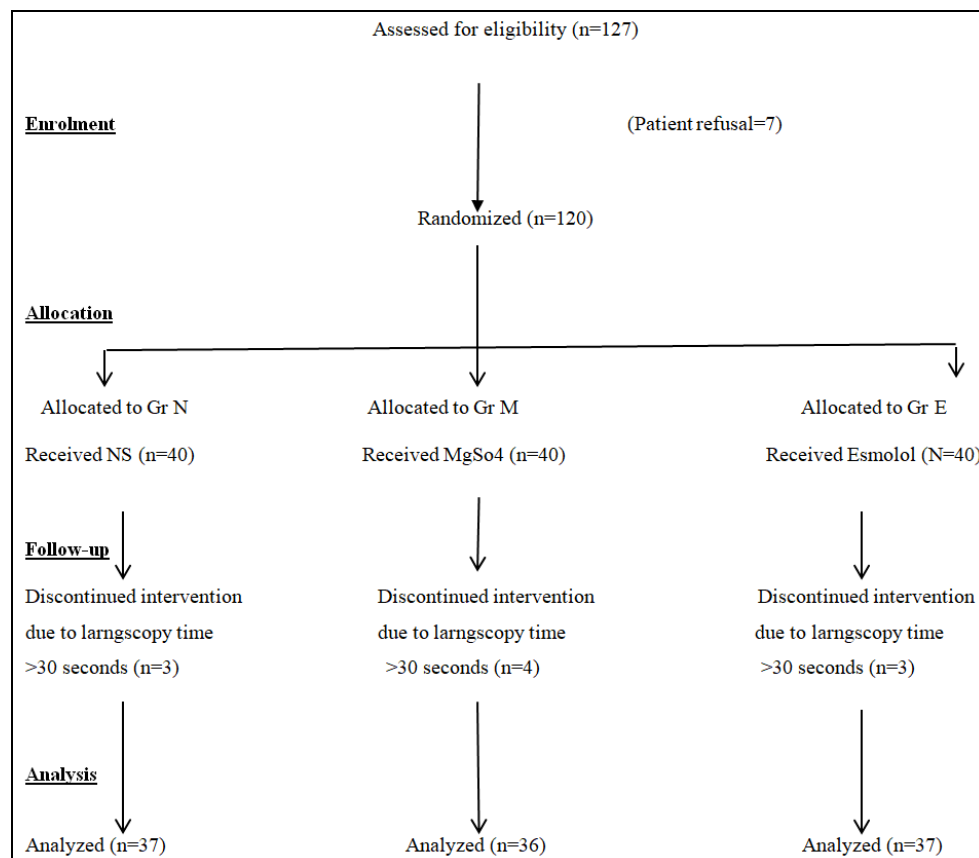 Assessed for eligibility (n=127)
Enrolment
(Patient refusal=7)
Randomized (n=120)
Allocation
Allocated to Gr N
Allocated to Gr M
Allocated to Gr E
Received NS (n=40)
Received MgSo4 (n=40)
Received Esmolol (N=40)
Follow-up
Discontinued intervention
due to larngscopy time
>30 seconds (n=3)
Discontinued intervention
due to larngscopy time
>30 seconds (n=4)
Discontinued intervention
due to larngscopy time
>30 seconds (n=3)
Analysis
Analyzed (n=37)
Analyzed (n=36)
Analyzed (n=37)